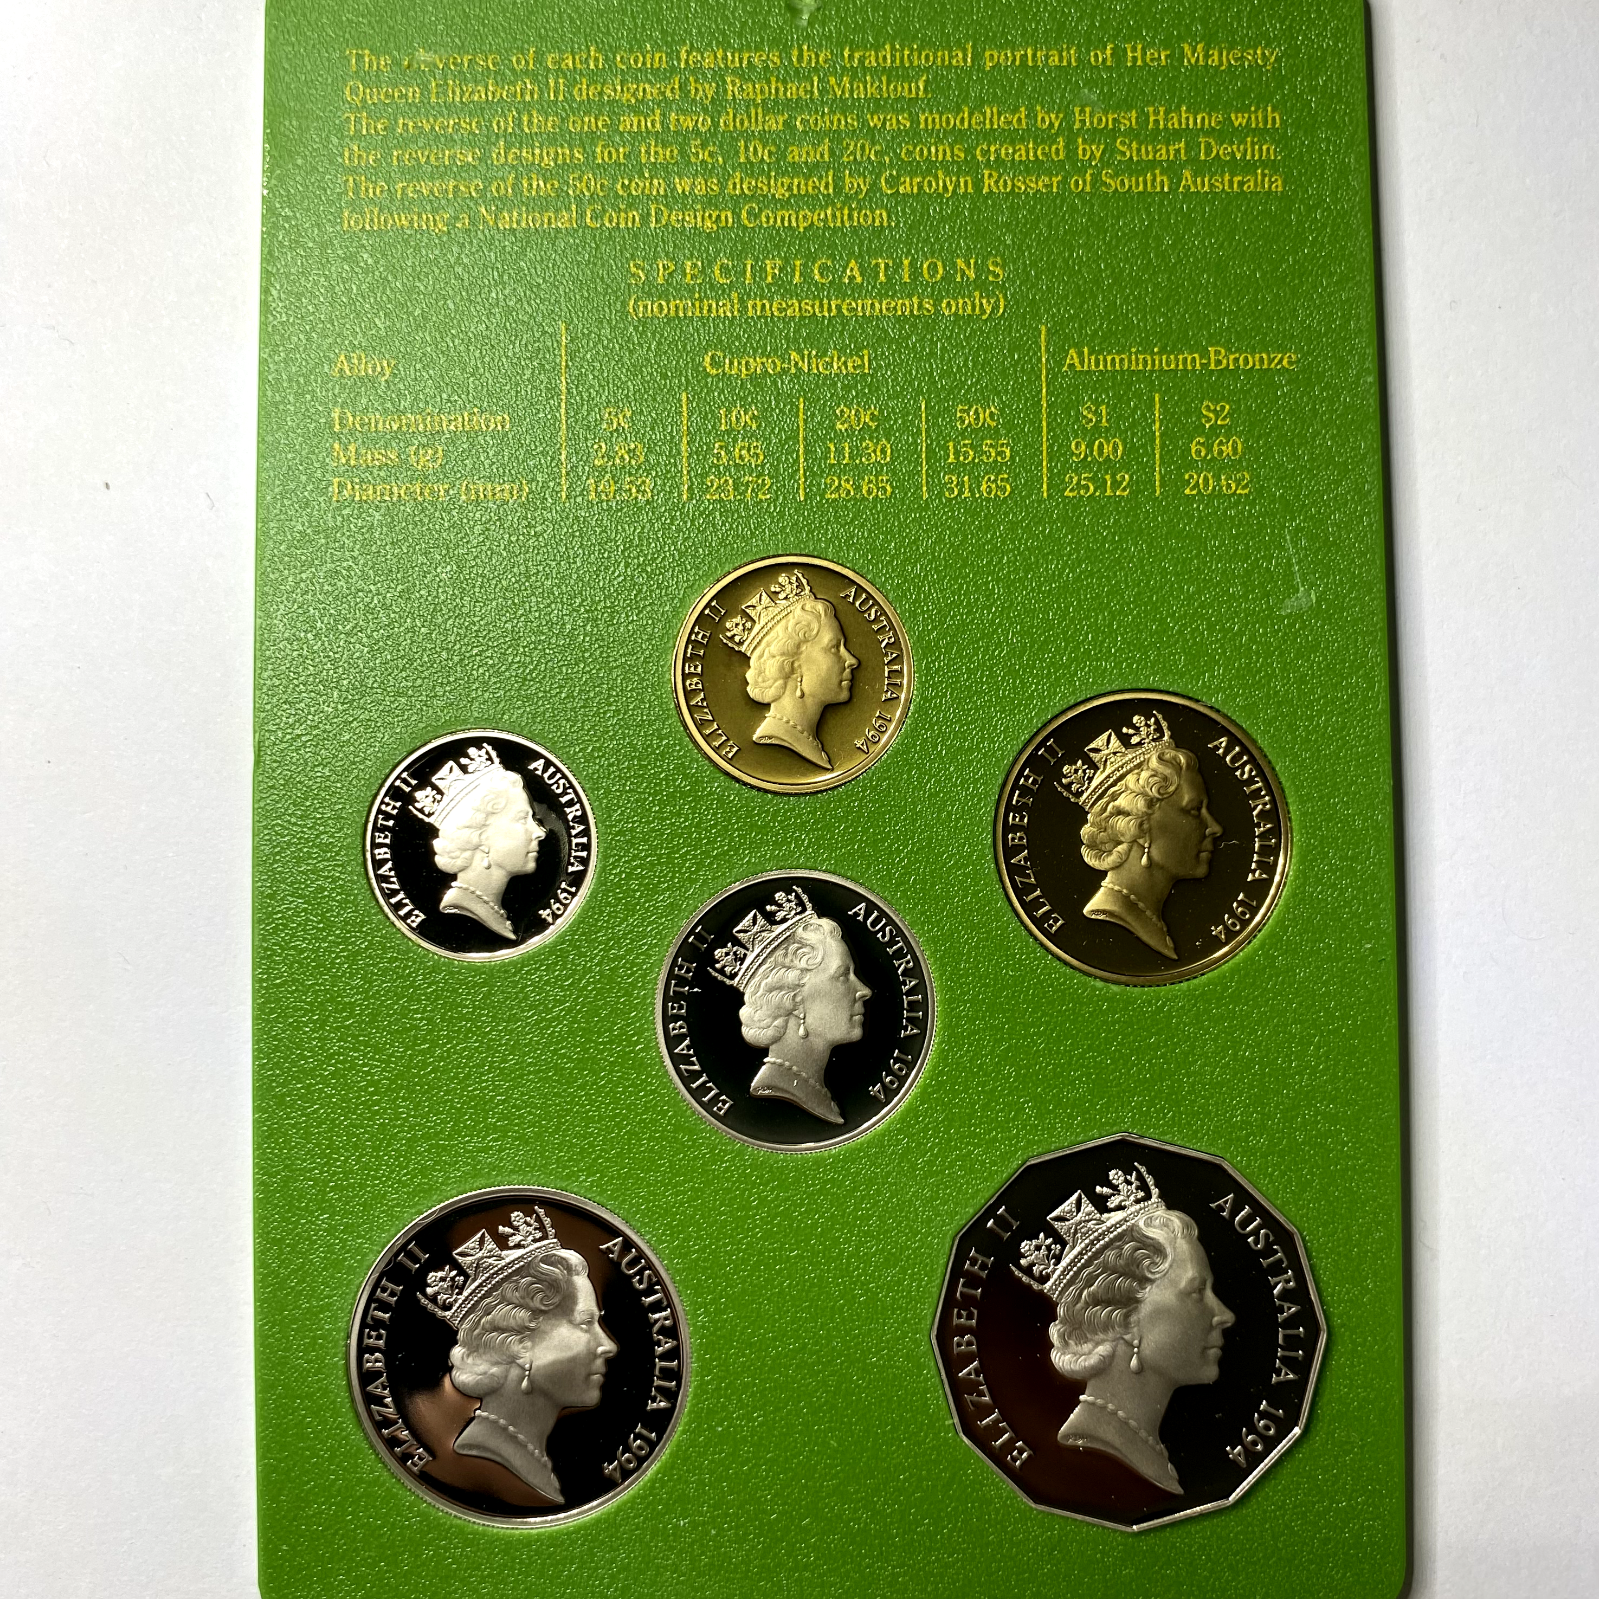 The reverse of each coin features the traditional portrait of Her Majesty
Queen Elizabeth II designed by Raphael Maklouf.
The reverse of the one and two dollar coins was modelled by Horst Hahne with
the reverse designs for the 5c, 10c and 20c, coins created by Stuart Devlin.
The reverse of the 50c coin was designed by Carolyn Rosser of South Australia
following a National Coin Design Competition.
SPECIFICATIONS
(nominal measurements only)
Alloy Cupro-Nickel Aluminium-Bronze
Denomination 5¢ 10¢ 20¢ 50¢ $1 $2
Mass (g) 2.83 5.65 11.30 15.55 9.00 6.60
Diameter (mm) 19.53 23.72 28.65 31.65 25.12 20.62
ELIZABETH II AUSTRALIA 1994
ELIZABETH II AUSTRALIA 1994
ELIZABETH II AUSTRALIA 1994
ELIZABETH II AUSTRALIA 1994
ELIZABETH II AUSTRALIA 1994
ELIZABETH II AUSTRALIA 1994